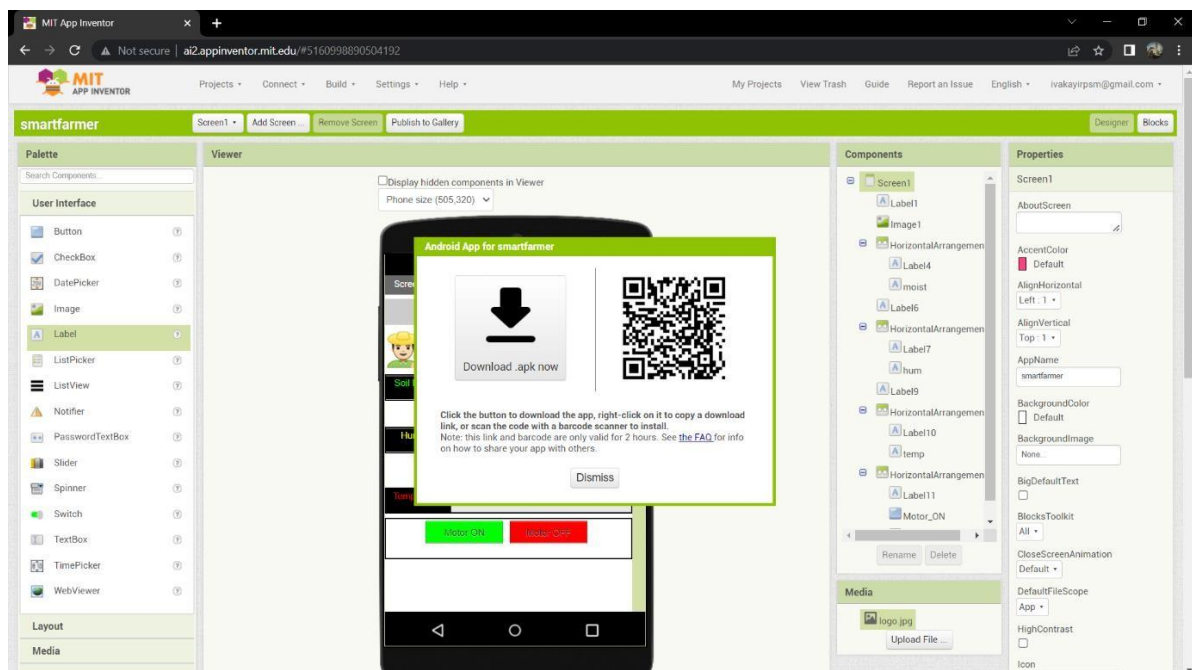 MIT App Inventor
Not secure | ai2.appinventor.mit.edu/#5160998890504192
MIT
APP INVENTOR
Projects
Connect
Build
Settings
Help
My Projects
View Trash
Guide
Report an Issue
English
ivakayirpsm@gmail.com
smartfarmer
Screen1
Add Screen ...
Remove Screen
Publish to Gallery
Designer
Blocks
Palette
Search Components...
User Interface
Button
CheckBox
DatePicker
Image
Label
ListPicker
ListView
Notifier
PasswordTextBox
Slider
Spinner
Switch
TextBox
TimePicker
WebViewer
Layout
Media
Viewer
Display hidden components in Viewer
Phone size (505,320)
Android App for smartfarmer
Download .apk now
Click the button to download the app, right-click on it to copy a download
link, or scan the code with a barcode scanner to install.
Note: this link and barcode are only valid for 2 hours. See the FAQ for info
on how to share your app with others.
Dismiss
Motor ON
Motor OFF
Components
Screen1
Label1
Image1
HorizontalArrangemen
Label4
moist
Label6
HorizontalArrangemen
Label7
hum
Label9
HorizontalArrangemen
Label10
temp
HorizontalArrangemen
Label11
Motor_ON
Rename
Delete
Media
logo.jpg
Upload File ...
Properties
Screen1
AboutScreen
AccentColor
Default
AlignHorizontal
Left : 1
AlignVertical
Top : 1
AppName
smartfarmer
BackgroundColor
Default
BackgroundImage
None...
BigDefaultText
BlocksToolkit
All
CloseScreenAnimation
Default
DefaultFileScope
App
HighContrast
Icon